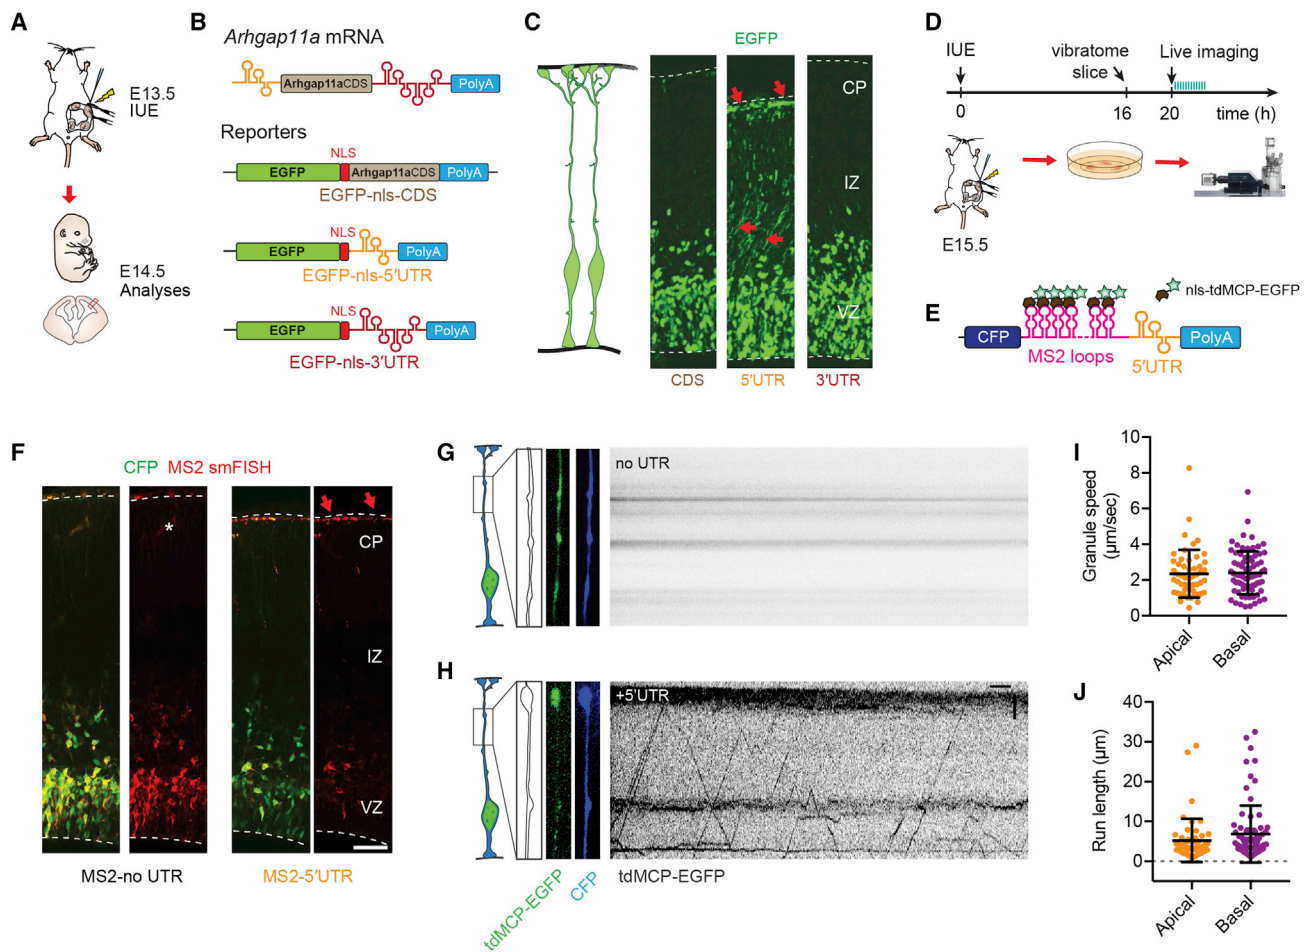 A
E13.5
IUE
E14.5
Analyses
B
Arhgap11a mRNA
Arhgap11aCDS
PolyA
Reporters
NLS
EGFP
Arhgap11aCDS
PolyA
EGFP-nls-CDS
NLS
EGFP
PolyA
EGFP-nls-5′UTR
NLS
EGFP
PolyA
EGFP-nls-3′UTR
C
EGFP
CP
IZ
VZ
CDS
5′UTR
3′UTR
D
IUE
vibratome
slice
Live imaging
0
16
20
time (h)
E15.5
E
nls-tdMCP-EGFP
CFP
MS2 loops
5′UTR
PolyA
F
CFP MS2 smFISH
*
CP
IZ
VZ
MS2-no UTR
MS2-5′UTR
G
no UTR
H
+5′UTR
tdMCP-EGFP
CFP
tdMCP-EGFP
I
Granule speed
(µm/sec)
10
8
6
4
2
0
Apical
Basal
J
Run length (µm)
40
30
20
10
0
Apical
Basal